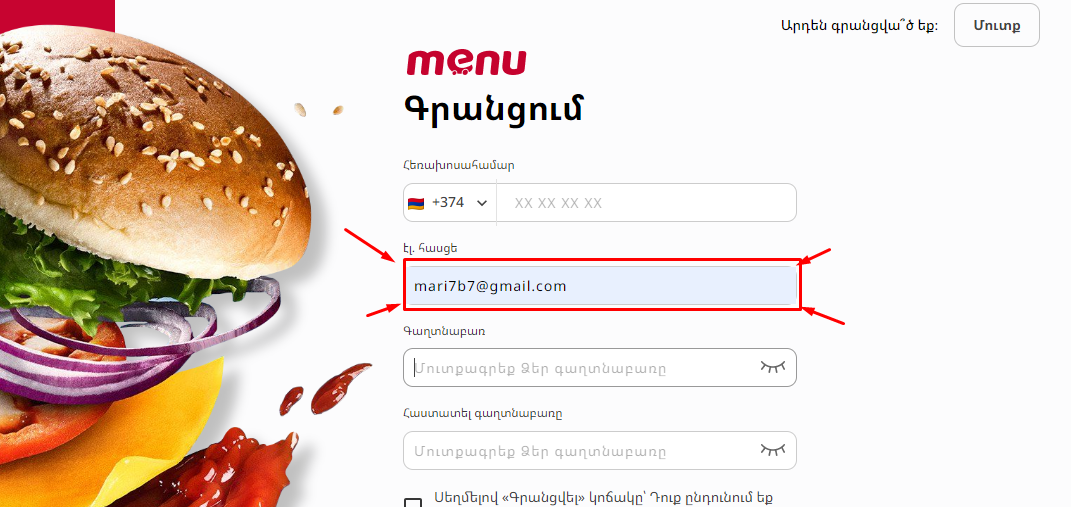 Արդեն գրանցվա՞ծ եք:
Մուտք
menu
Գրանցում
Հեռախոսահամար
+374
XX XX XX XX
էլ. հասցե
mari7b7@gmail.com
Գաղտնաբառ
Մուտքագրեք Ձեր գաղտնաբառը
Հաստատել գաղտնաբառը
Մուտքագրեք Ձեր գաղտնաբառը
Սեղմելով «Գրանցվել» կոճակը՝ Դուք ընդունում եք